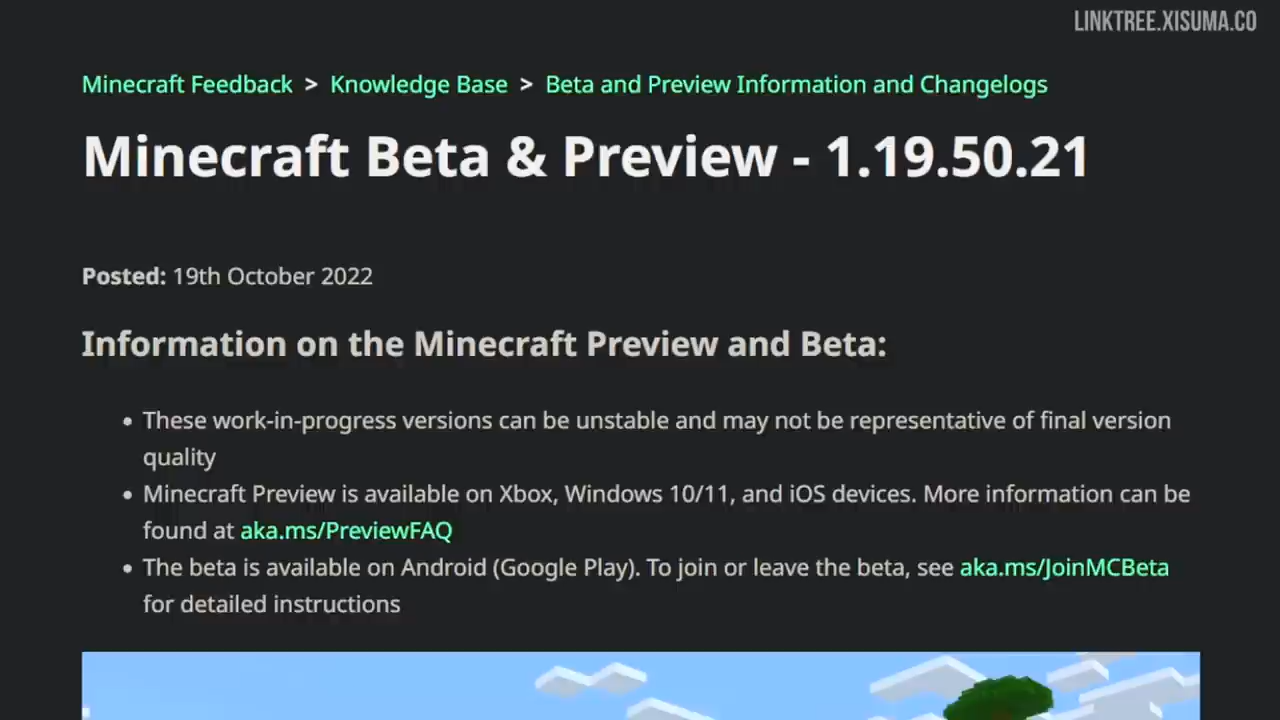 LINKTREE.XISUMA.CO
Minecraft Feedback > Knowledge Base > Beta and Preview Information and Changelogs
Minecraft Beta & Preview - 1.19.50.21
Posted: 19th October 2022
Information on the Minecraft Preview and Beta:
• These work-in-progress versions can be unstable and may not be representative of final version
quality
• Minecraft Preview is available on Xbox, Windows 10/11, and iOS devices. More information can be
found at aka.ms/PreviewFAQ
• The beta is available on Android (Google Play). To join or leave the beta, see aka.ms/JoinMCBeta
for detailed instructions